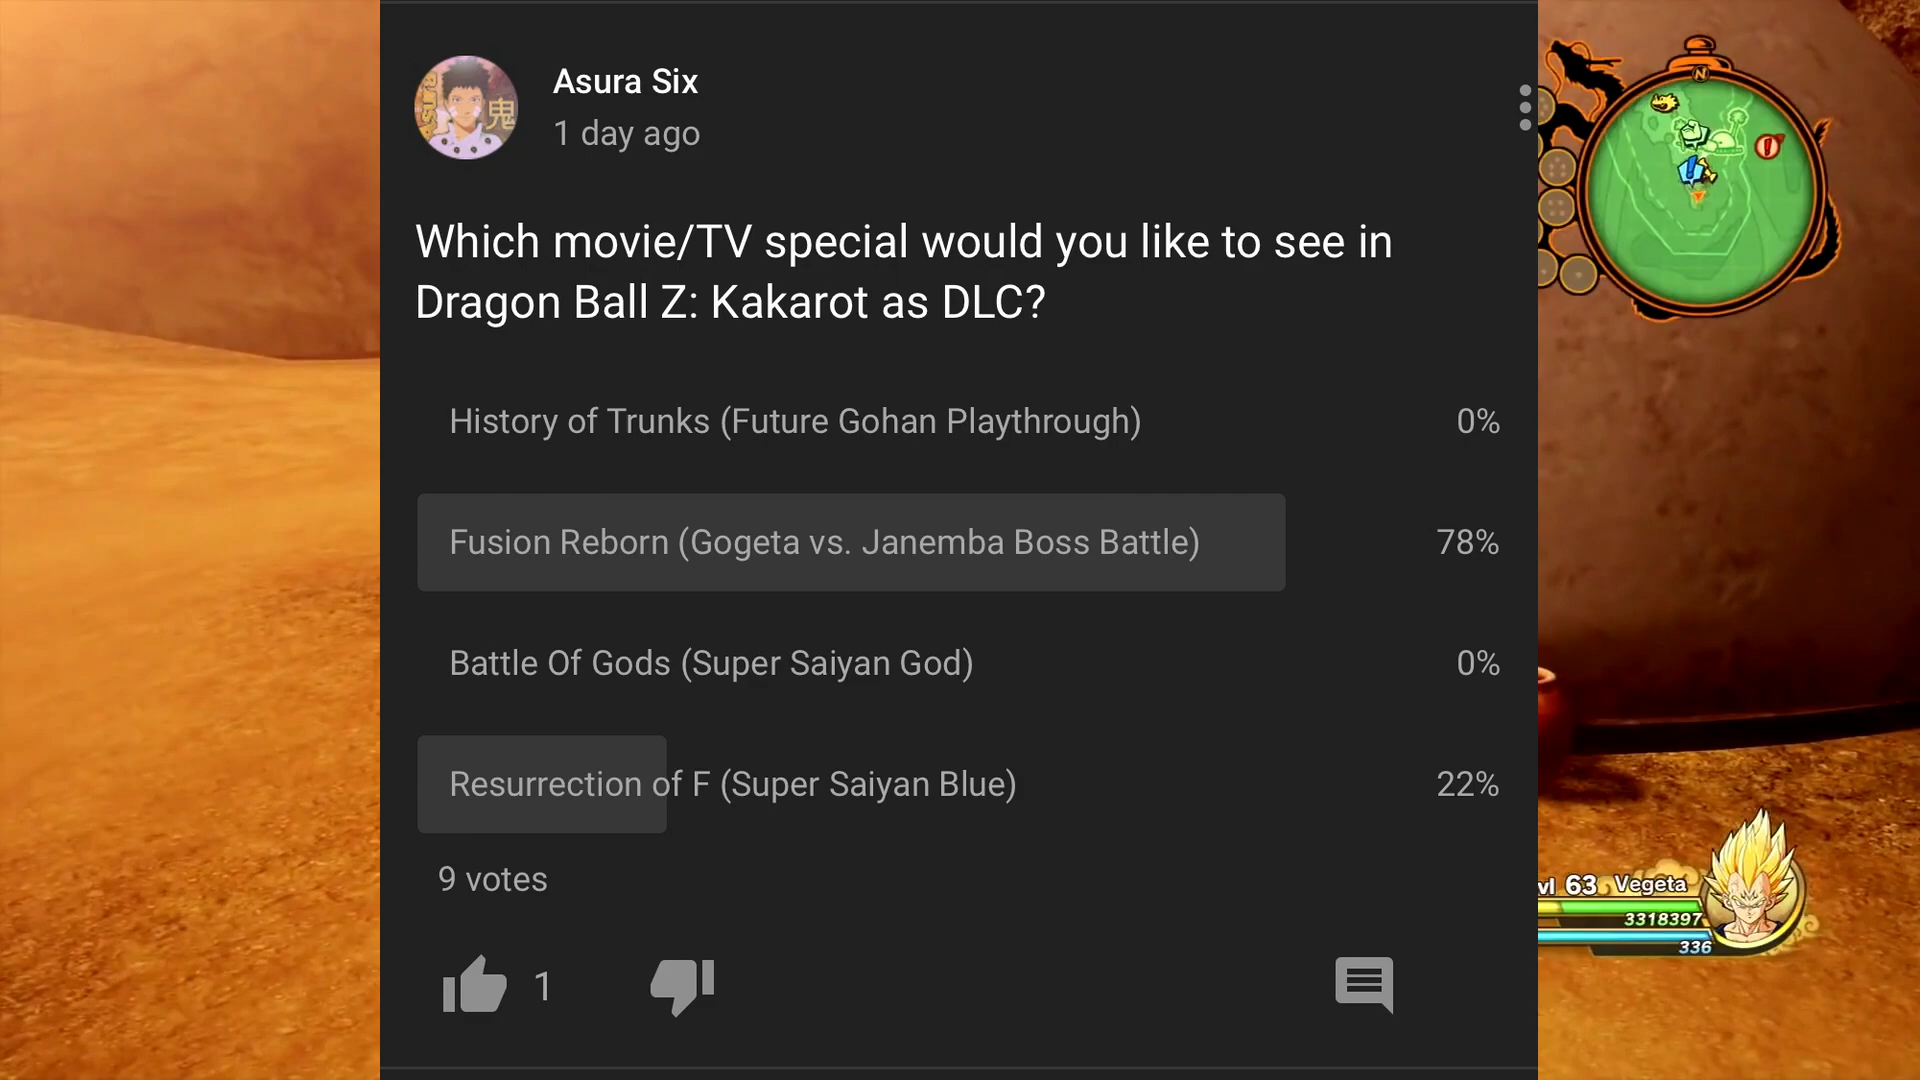 Asura Six
1 day ago
Which movie/TV special would you like to see in
Dragon Ball Z: Kakarot as DLC?
History of Trunks (Future Gohan Playthrough) 0%
Fusion Reborn (Gogeta vs. Janemba Boss Battle) 78%
Battle Of Gods (Super Saiyan God) 0%
Resurrection of F (Super Saiyan Blue) 22%
9 votes
1
N
鬼
vl 63 Vegeta
3318397
336